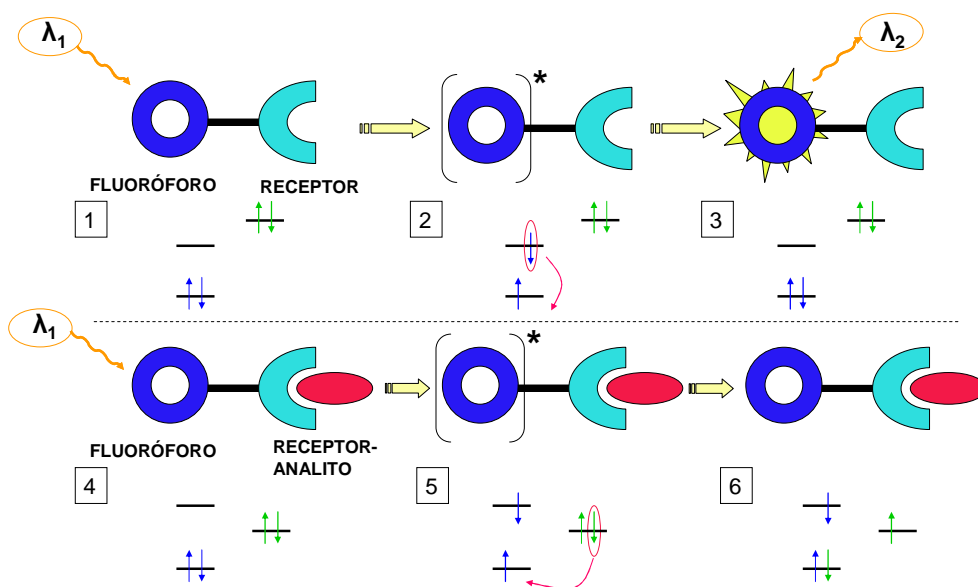 λ1
λ2
*
FLUORÓFORO
RECEPTOR
1
2
3
λ1
*
FLUORÓFORO
RECEPTOR-
ANALITO
4
5
6